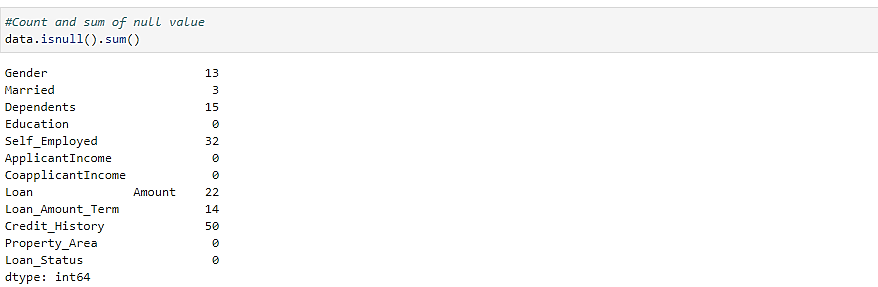 #Count and sum of null value
data.isnull().sum()
Gender                      13
Married                      3
Dependents                  15
Education                    0
Self_Employed               32
ApplicantIncome              0
CoapplicantIncome            0
Loan              Amount    22
Loan_Amount_Term            14
Credit_History              50
Property_Area                0
Loan_Status                  0
dtype: int64